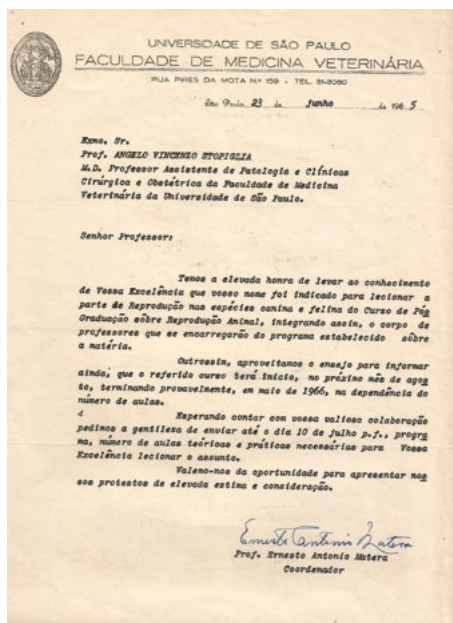 UNIVERSIDADE DE SÃO PAULO
FACULDADE DE MEDICINA VETERINÁRIA
RUA PIRES DA MOTA N.º 159 - TEL. 31-3050
São Paulo 23 de junho de 1965
Exmo. Sr.
Prof. ANGELO VINCENZO STOPIGLIA
M.D. Professor Assistente de Patologia e Clínicas
Cirúrgica e Obstétrica da Faculdade de Medicina
Veterinária da Universidade de São Paulo.
Senhor Professor:
Temos a elevada honra de levar ao conhecimento
de Vossa Excelência que vosso nome foi indicado para lecionar a
parte de Reprodução nas espécies canina e felina do Curso de Pós
Graduação sôbre Reprodução Animal, integrando assim, o corpo de
professores que se encarregarão do programa estabelecido sôbre
a matéria.
Outrossim, aproveitamos o ensejo para informar
ainda, que o referido curso terá início, no próximo mês de agos
to, terminando provavelmente, em maio de 1966, na dependência do
número de aulas.
Esperando contar com vossa valiosa colaboração
pedimos a gentileza de enviar até o dia 10 de julho p.f., progra
ma, número de aulas teóricas e práticas necessárias para Vossa
Excelência lecionar o assunto.
Valemo-nos da oportunidade para apresentar nos
sos protestos de elevada estima e consideração.
Ernesto Antonio Matera
Prof. Ernesto Antonio Matera
Coordenador